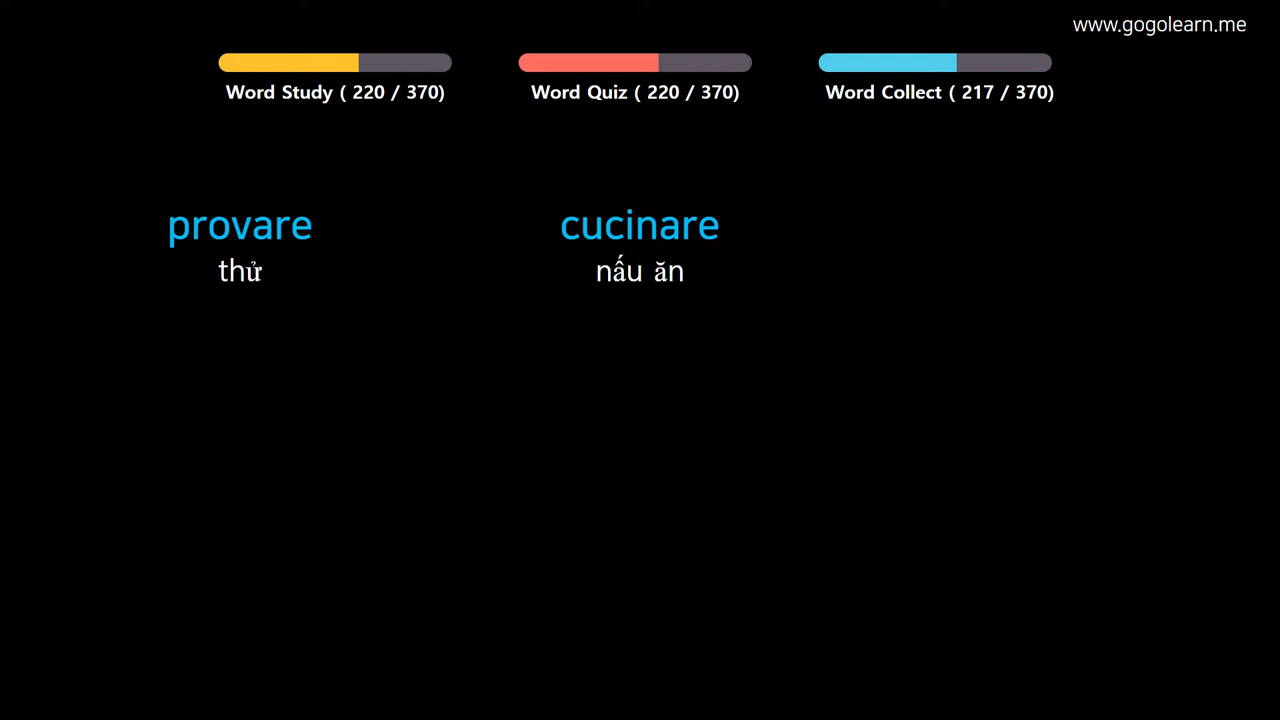 www.gogolearn.me
Word Study ( 220 / 370)
Word Quiz ( 220 / 370)
Word Collect ( 217 / 370)
provare
thử
cucinare
nấu ăn